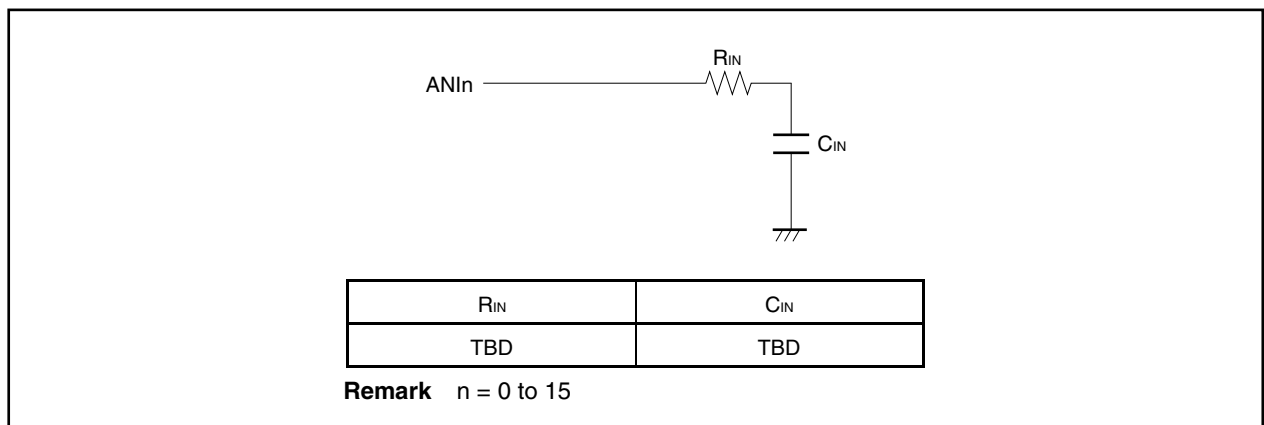 RIN
ANIn
CIN
RIN CIN
TBD TBD
Remark n = 0 to 15